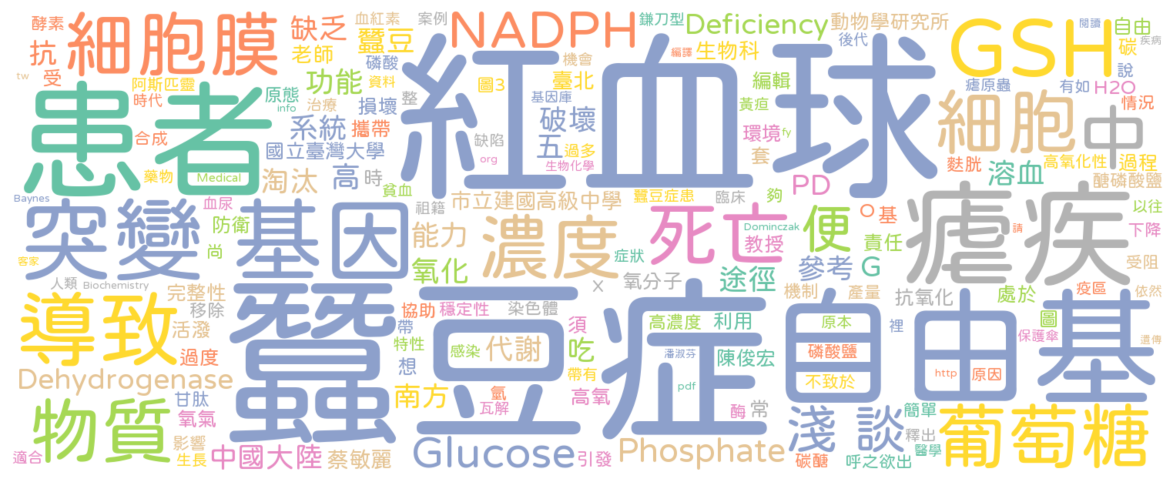 酵素
血紅素
案例
鎌刀型
Deficiency
動物學研究所
閱讀
自由
抗
細胞膜
缺乏
NADPH
後代
GSH
碳
疾病
老師
蠶豆
編譯
生物科
說
受
磷酸
機會
tw
阿斯匹靈
功能
資料
圖3
臺北
編輯
瘧原蟲
有如
H2O
患者
時代
原態
info
治療
損壞
整
基因庫
破壞
黃疸
紅血球
細胞
情況
中
合成
系統
攜帶
缺陷
五
過多
環境
fy
國立臺灣大學
org
生物化學
套
麩胱
高氧化性
過程
藥物
Medical
淘汰
高
時
溶血
醣磷酸鹽
Baynes
血尿
貧血
市立建國高級中學
蠶豆症患
臨床
夠
PD
突變
基因
防衛
祖籍
死亡
Dominczak
便
O
基
以往
尚
能力
濃度
教授
責任
下降
瘧疾
請
客家
症狀
參考
G
人類
Biochemistry
氧化
X
氧分子
途徑
受阻
導致
完整性
移除
機制
產量
抗氧化
處於
疫區
依然
協助
穩定性
染色體
活潑
帶
須
高濃度
利用
原本
裡
圖
保護傘
遺傳
過度
特性
想
感染
代謝
吃
潘淑芬
陳俊宏
磷酸鹽
http
原因
蠶豆症
自由基
Dehydrogenase
甘肽
南方
氫
帶有
高氧
pdf
不致於
物質
氧氣
瓦解
酶
常
淺談
簡單
葡萄糖
影響
釋出
適合
生長
中國大陸
蔡敏麗
Glucose
引發
Phosphate
碳醣
呼之欲出
醫學